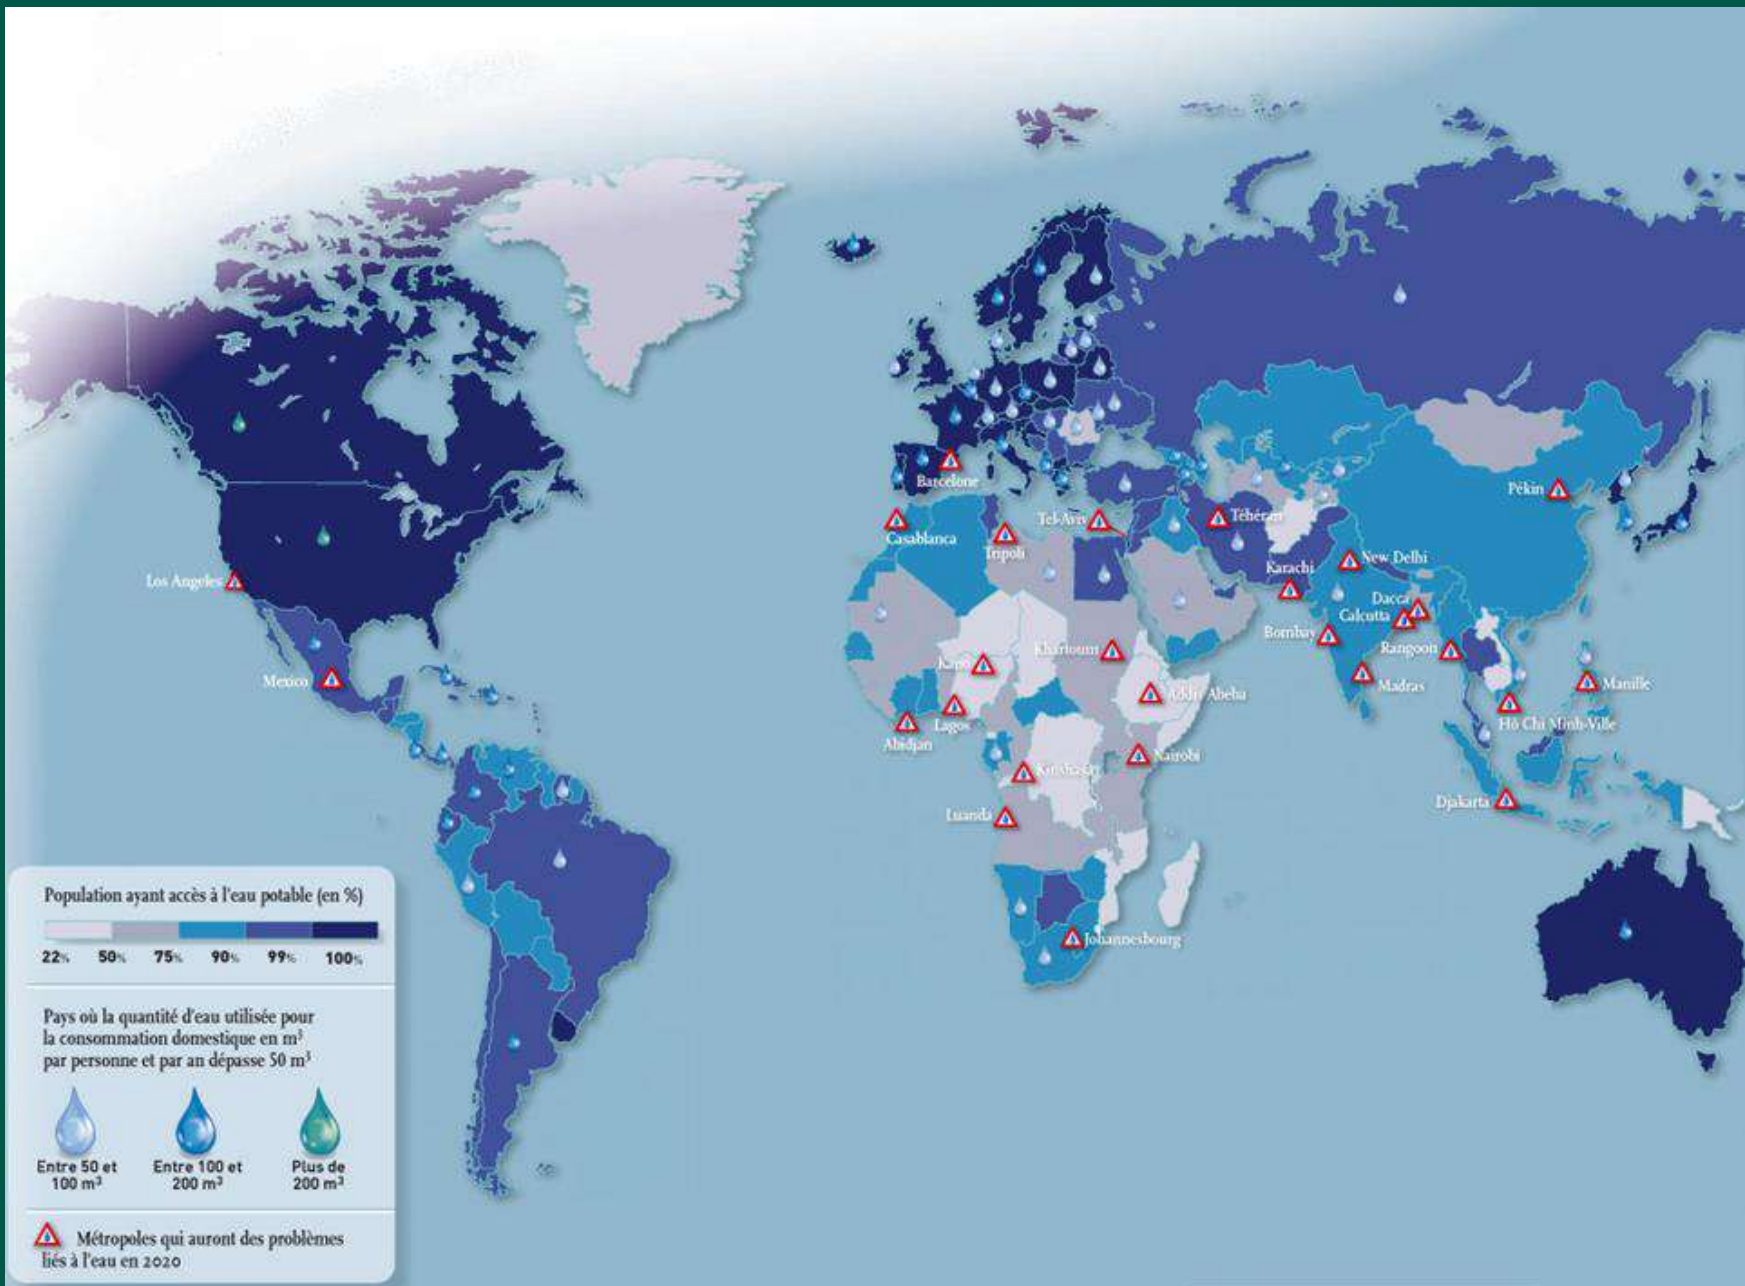 Barcelone
Pékin
Casablanca
Tel-Aviv
Tripoli
Téhéran
New Delhi
Karachi
Los Angeles
Dacca
Calcutta
Bombay
Rangoon
Kano
Khartoum
Mexico
Madras
Manille
Addis Abeba
Lagos
Hô Chi Minh-Ville
Abidjan
Nairobi
Kinshasa
Djakarta
Luanda
Johannesbourg
Population ayant accès à l'eau potable (en %)
22% 50% 75% 90% 99% 100%
Pays où la quantité d'eau utilisée pour
la consommation domestique en m³
par personne et par an dépasse 50 m³
Entre 50 et
100 m³
Entre 100 et
200 m³
Plus de
200 m³
Métropoles qui auront des problèmes
liés à l'eau en 2020